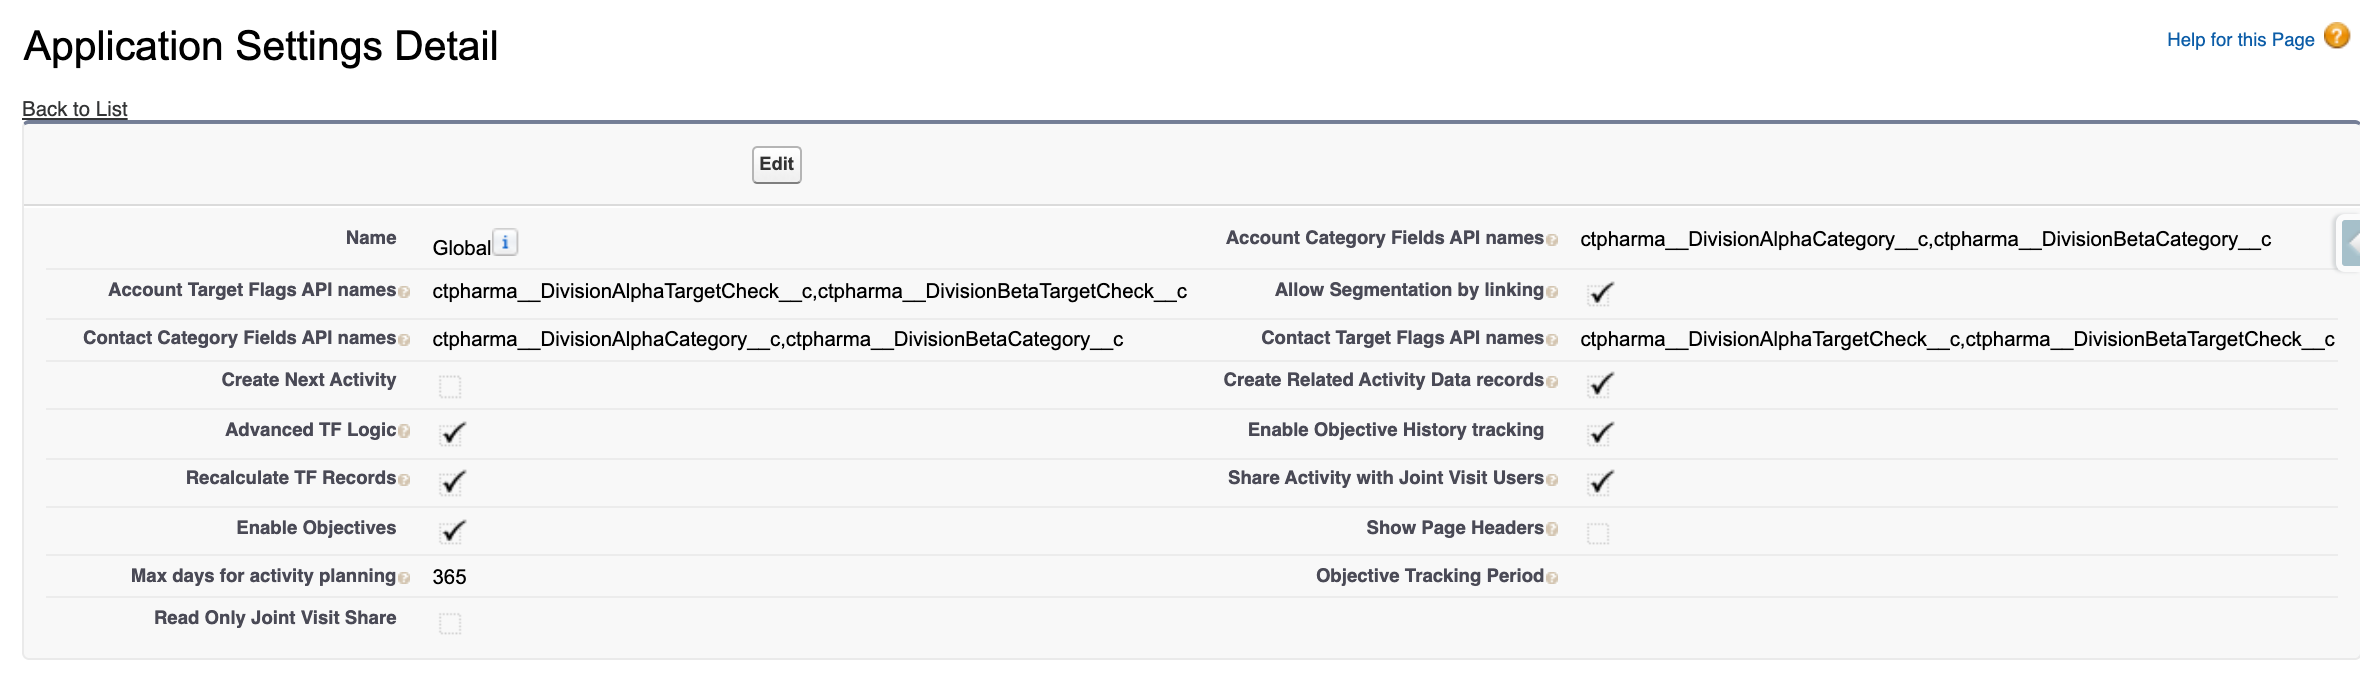 Application Settings Detail
Help for this Page ?
Back to List
Edit
Name Global i
Account Category Fields API names ? ctpharma__DivisionAlphaCategory__c,ctpharma__DivisionBetaCategory__c
Account Target Flags API names ? ctpharma__DivisionAlphaTargetCheck__c,ctpharma__DivisionBetaTargetCheck__c
Allow Segmentation by linking ?
Contact Category Fields API names ? ctpharma__DivisionAlphaCategory__c,ctpharma__DivisionBetaCategory__c
Contact Target Flags API names ? ctpharma__DivisionAlphaTargetCheck__c,ctpharma__DivisionBetaTargetCheck__c
Create Next Activity
Create Related Activity Data records ?
Advanced TF Logic ?
Enable Objective History tracking
Recalculate TF Records ?
Share Activity with Joint Visit Users ?
Enable Objectives
Show Page Headers ?
Max days for activity planning ? 365
Objective Tracking Period ?
Read Only Joint Visit Share